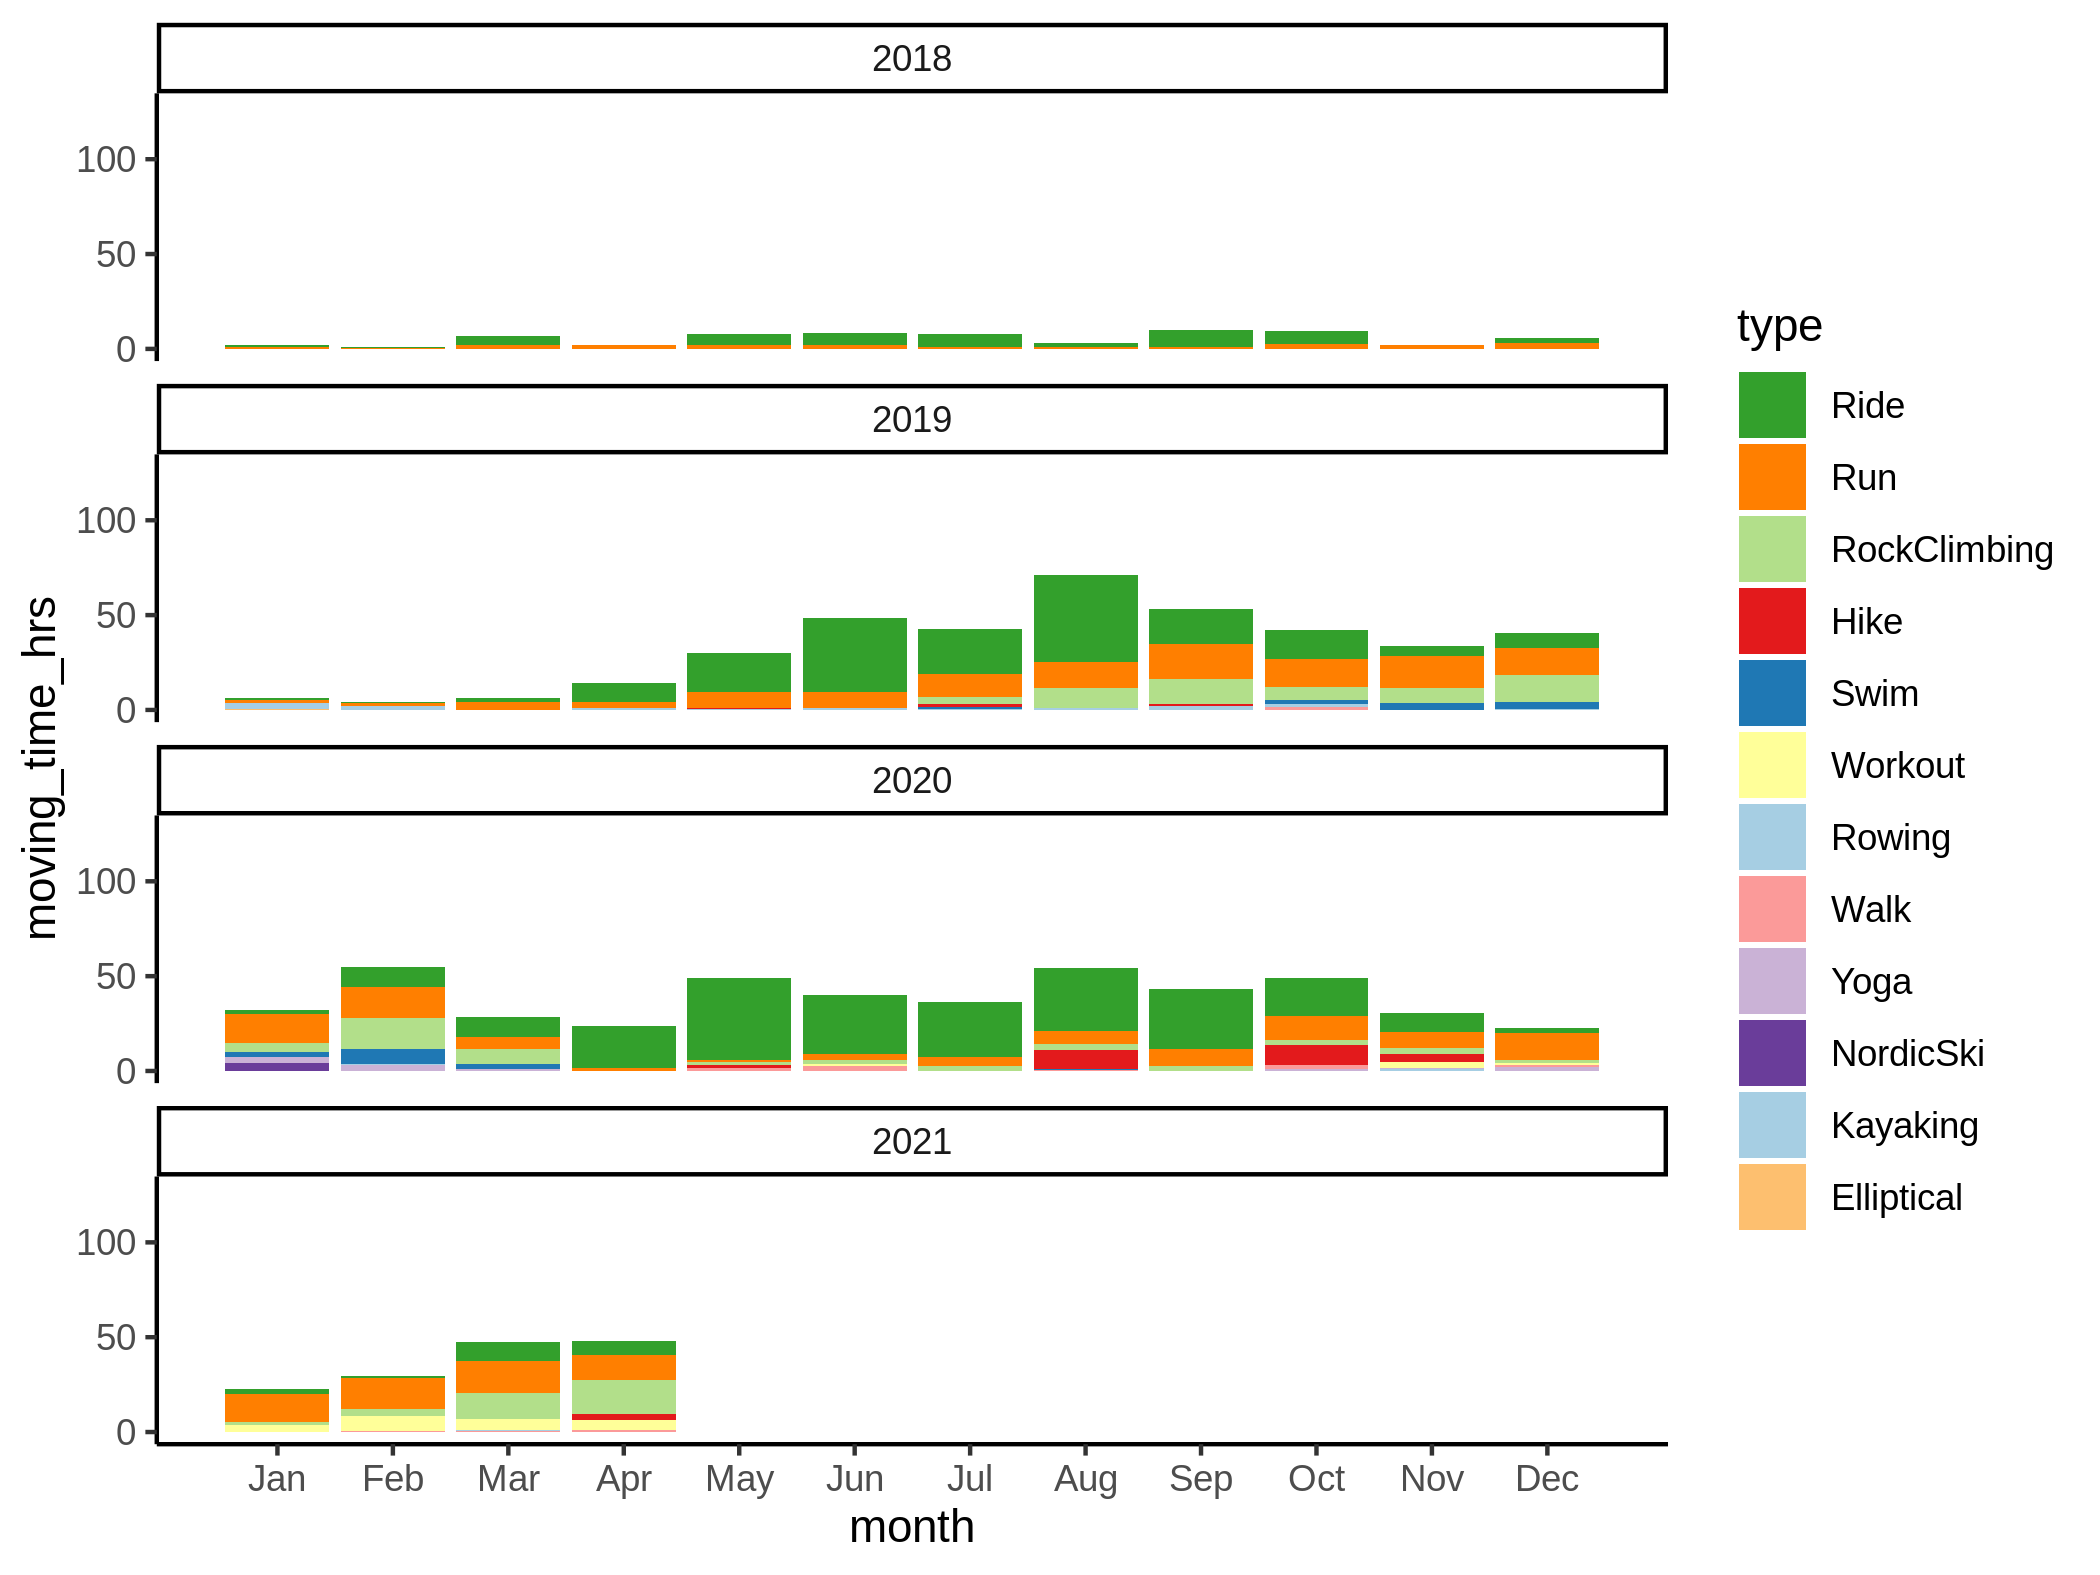 2018
100
50
0
2019
100
50
0
2020
100
50
0
2021
100
50
0
Jan Feb Mar Apr May Jun Jul Aug Sep Oct Nov Dec
month
moving_time_hrs
type
Ride
Run
RockClimbing
Hike
Swim
Workout
Rowing
Walk
Yoga
NordicSki
Kayaking
Elliptical